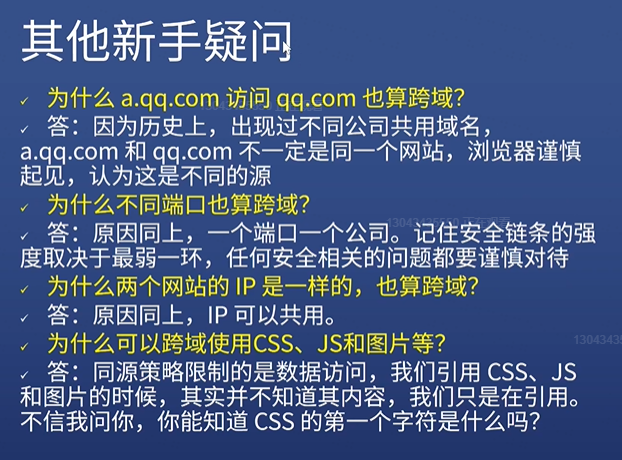 其他新手疑问
✓ 为什么 a.qq.com 访问 qq.com 也算跨域？
✓ 答：因为历史上，出现过不同公司共用域名，
a.qq.com 和 qq.com 不一定是同一个网站，浏览器谨慎
起见，认为这是不同的源
✓ 为什么不同端口也算跨域？
✓ 答：原因同上，一个端口一个公司。记住安全链条的强
度取决于最弱一环，任何安全相关的问题都要谨慎对待
✓ 为什么两个网站的 IP 是一样的，也算跨域？
✓ 答：原因同上，IP 可以共用。
✓ 为什么可以跨域使用CSS、JS和图片等？
✓ 答：同源策略限制的是数据访问，我们引用 CSS、JS
和图片的时候，其实并不知道其内容，我们只是在引用。
不信我问你，你能知道 CSS 的第一个字符是什么吗？